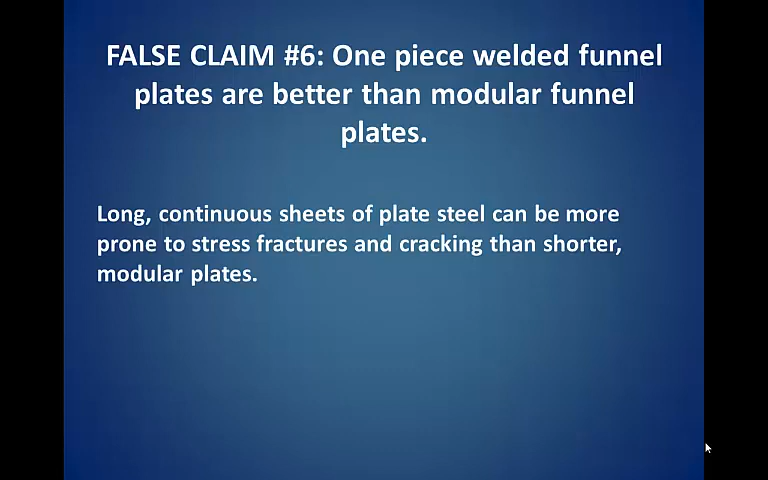 FALSE CLAIM #6: One piece welded funnel
plates are better than modular funnel
plates.
Long, continuous sheets of plate steel can be more
prone to stress fractures and cracking than shorter,
modular plates.